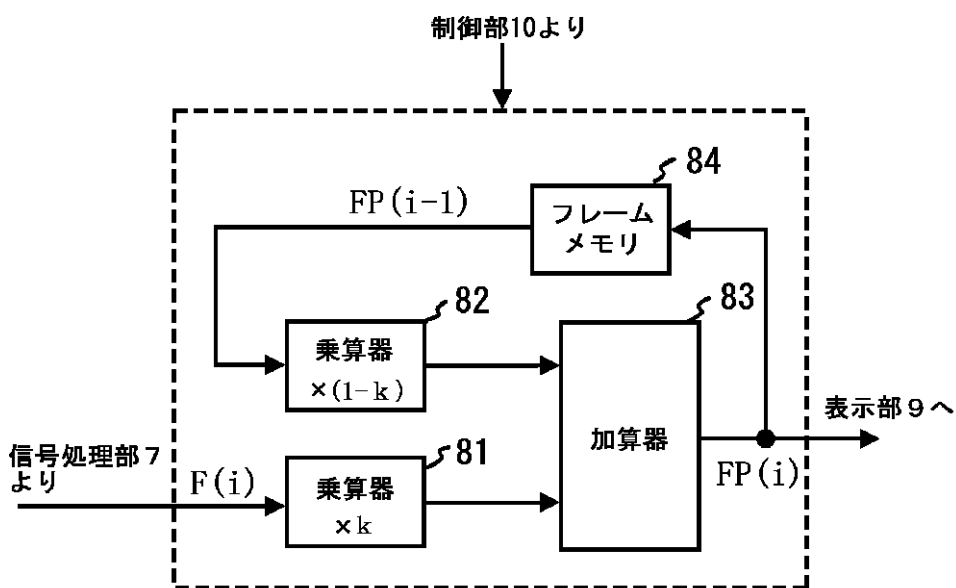 制御部10より
84
FP(i-1)
フレーム
メモリ
82
83
乗算器
×(1-k)
加算器
表示部9へ
FP(i)
信号処理部7
より
F(i)
81
乗算器
×k